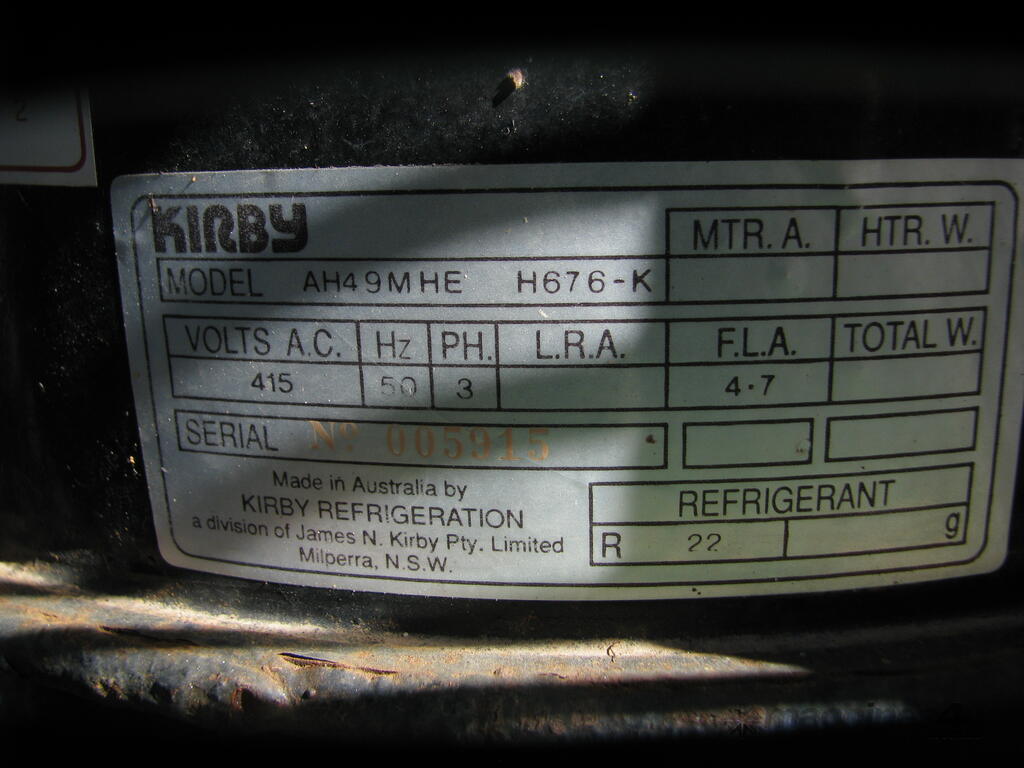 2
KIRBY
MODEL AH49MHE H676-K
MTR. A. HTR. W.
VOLTS A.C. Hz PH. L.R.A. F.L.A. TOTAL W.
415 50 3 4·7
SERIAL Nº 005915
Made in Australia by
KIRBY REFRIGERATION
a division of James N. Kirby Pty. Limited
Milperra, N.S.W.
REFRIGERANT
R 22 g